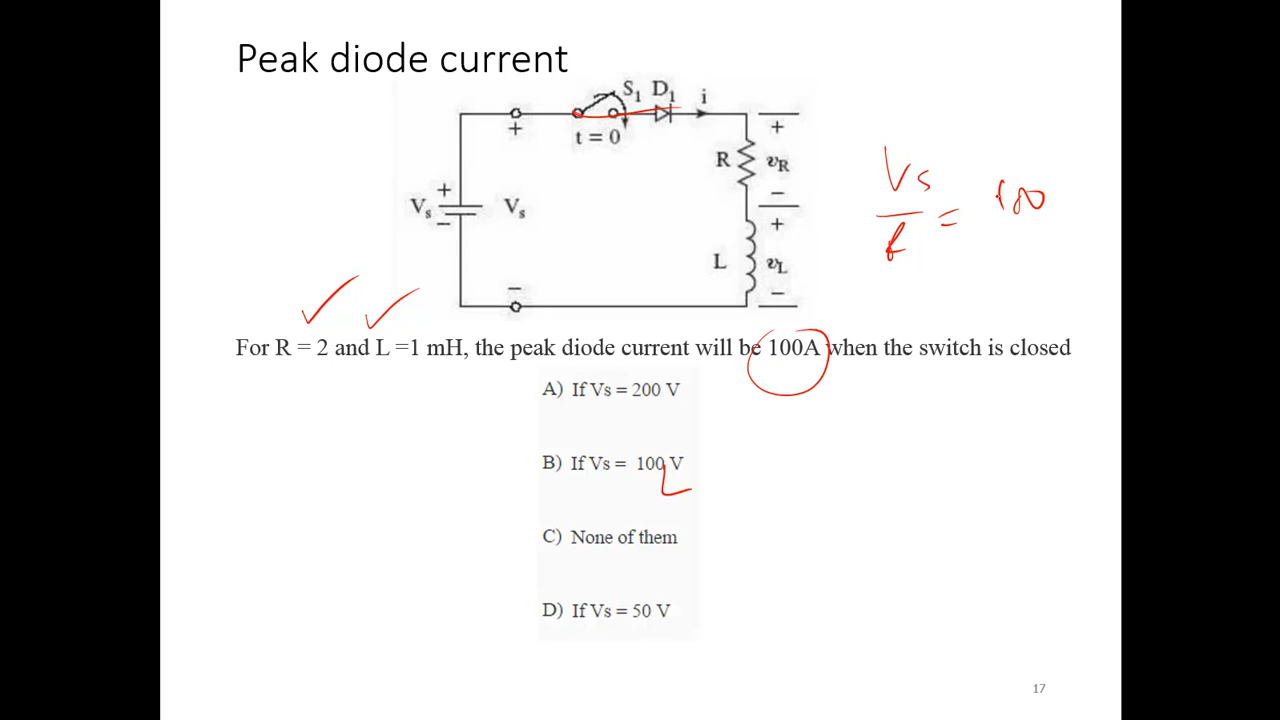 Peak diode current
S1 D1 i
+ t = 0 +
R vR
+ −
Vs Vs +
− L vL
− −
Vs
— = 100
R
For R = 2 and L =1 mH, the peak diode current will be 100A when the switch is closed
A) If Vs = 200 V
B) If Vs = 100 V
C) None of them
D) If Vs = 50 V
17